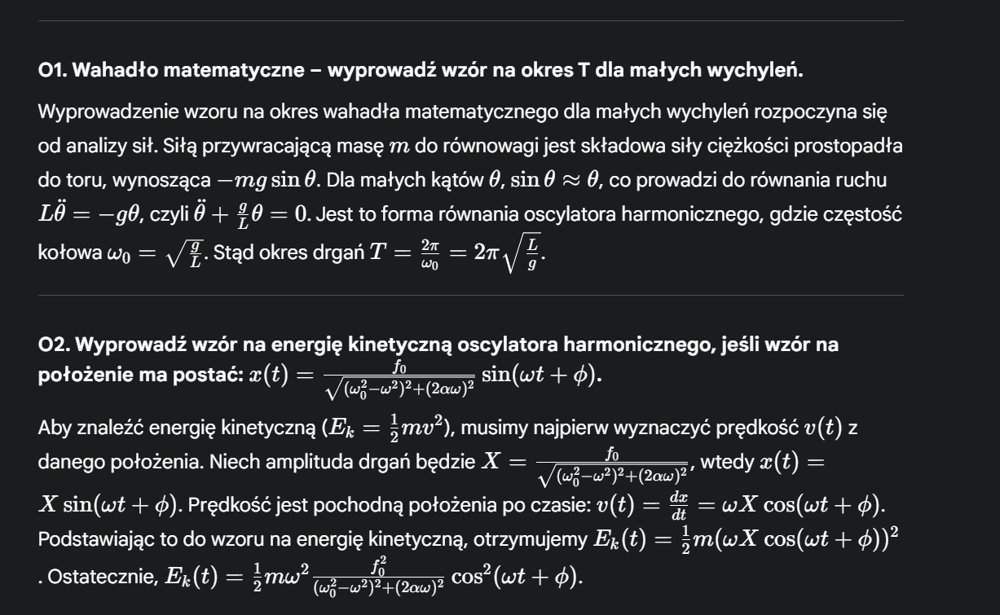 O1. Wahadło matematyczne – wyprowadź wzór na okres T dla małych wychyleń.
Wyprowadzenie wzoru na okres wahadła matematycznego dla małych wychyleń rozpoczyna się
od analizy sił. Siłą przywracającą masę $m$ do równowagi jest składowa siły ciężkości prostopadła
do toru, wynosząca $-mg \sin \theta$. Dla małych kątów $\theta$, $\sin \theta \approx \theta$, co prowadzi do równania ruchu
$L\ddot{\theta} = -g\theta$, czyli $\ddot{\theta} + \frac{g}{L}\theta = 0$. Jest to forma równania oscylatora harmonicznego, gdzie częstość
kołowa $\omega_0 = \sqrt{\frac{g}{L}}$. Stąd okres drgań $T = \frac{2\pi}{\omega_0} = 2\pi\sqrt{\frac{L}{g}}$.
O2. Wyprowadź wzór na energię kinetyczną oscylatora harmonicznego, jeśli wzór na
położenie ma postać: $x(t) = \frac{f_0}{\sqrt{(\omega_0^2-\omega^2)^2+(2\alpha\omega)^2}} \sin(\omega t + \phi)$.
Aby znaleźć energię kinetyczną ($E_k = \frac{1}{2}mv^2$), musimy najpierw wyznaczyć prędkość $v(t)$ z
danego położenia. Niech amplituda drgań będzie $X = \frac{f_0}{\sqrt{(\omega_0^2-\omega^2)^2+(2\alpha\omega)^2}}$, wtedy $x(t) =$
$X \sin(\omega t + \phi)$. Prędkość jest pochodną położenia po czasie: $v(t) = \frac{dx}{dt} = \omega X \cos(\omega t + \phi)$.
Podstawiając to do wzoru na energię kinetyczną, otrzymujemy $E_k(t) = \frac{1}{2}m(\omega X \cos(\omega t + \phi))^2$
. Ostatecznie, $E_k(t) = \frac{1}{2}m\omega^2 \frac{f_0^2}{(\omega_0^2-\omega^2)^2+(2\alpha\omega)^2} \cos^2(\omega t + \phi)$.